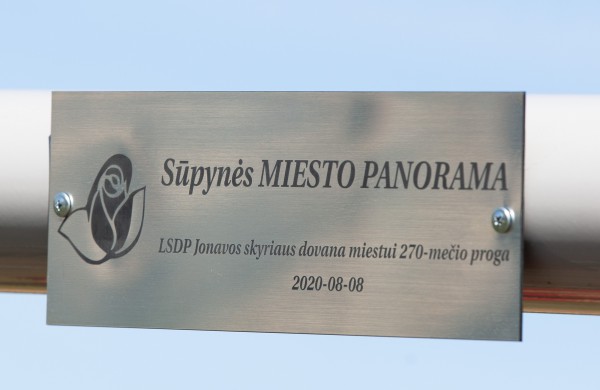 Sūpynės MIESTO PANORAMA
LSDP Jonavos skyriaus dovana miestui 270-mečio proga
2020-08-08